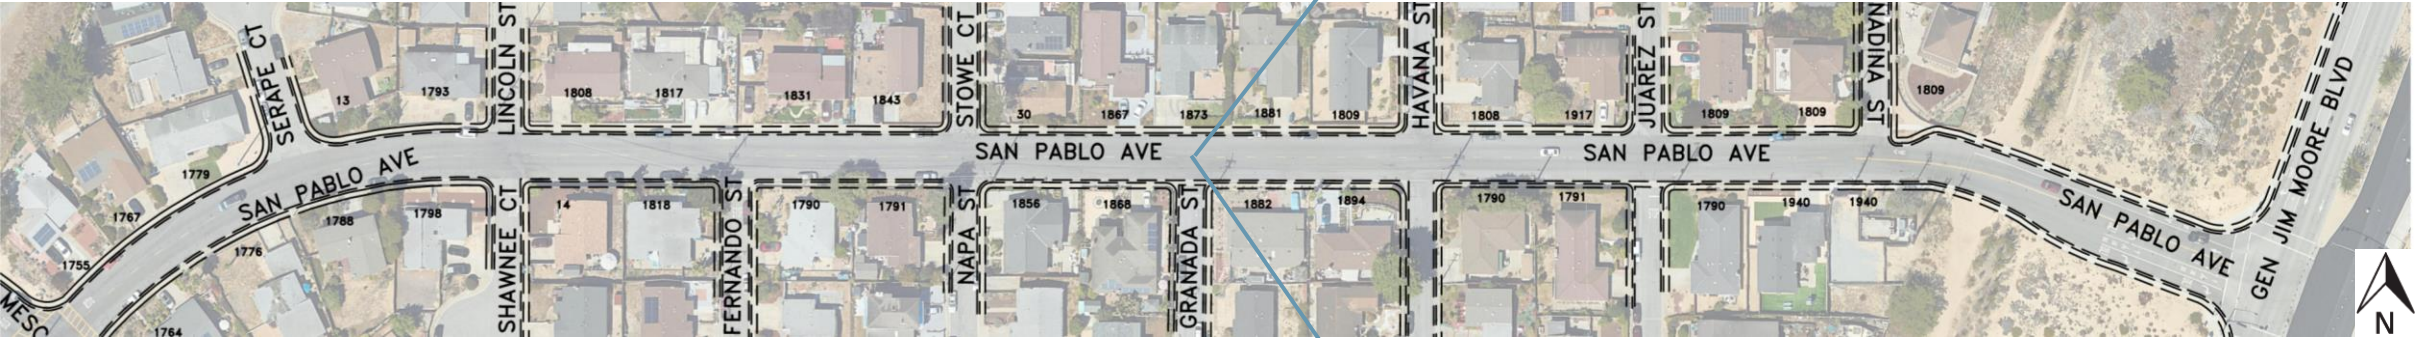 SERAPE CT
LINCOLN ST
STOWE CT
HAVANA ST
JUAREZ ST
NADINA ST
GEN JIM MOORE BLVD
13
1793
1808
1817
1831
1843
30
1867
1873
1881
1809
1808
1917
1809
1809
1809
SAN PABLO AVE
SAN PABLO AVE
SAN PABLO AVE
SAN PABLO AVE
1779
1767
1755
1776
1788
1798
14
1818
1790
1791
1856
1868
1882
1894
1790
1791
1790
1940
1940
SHAWNEE CT
FERNANDO ST
NAPA ST
GRANADA ST
MESC
1764
N